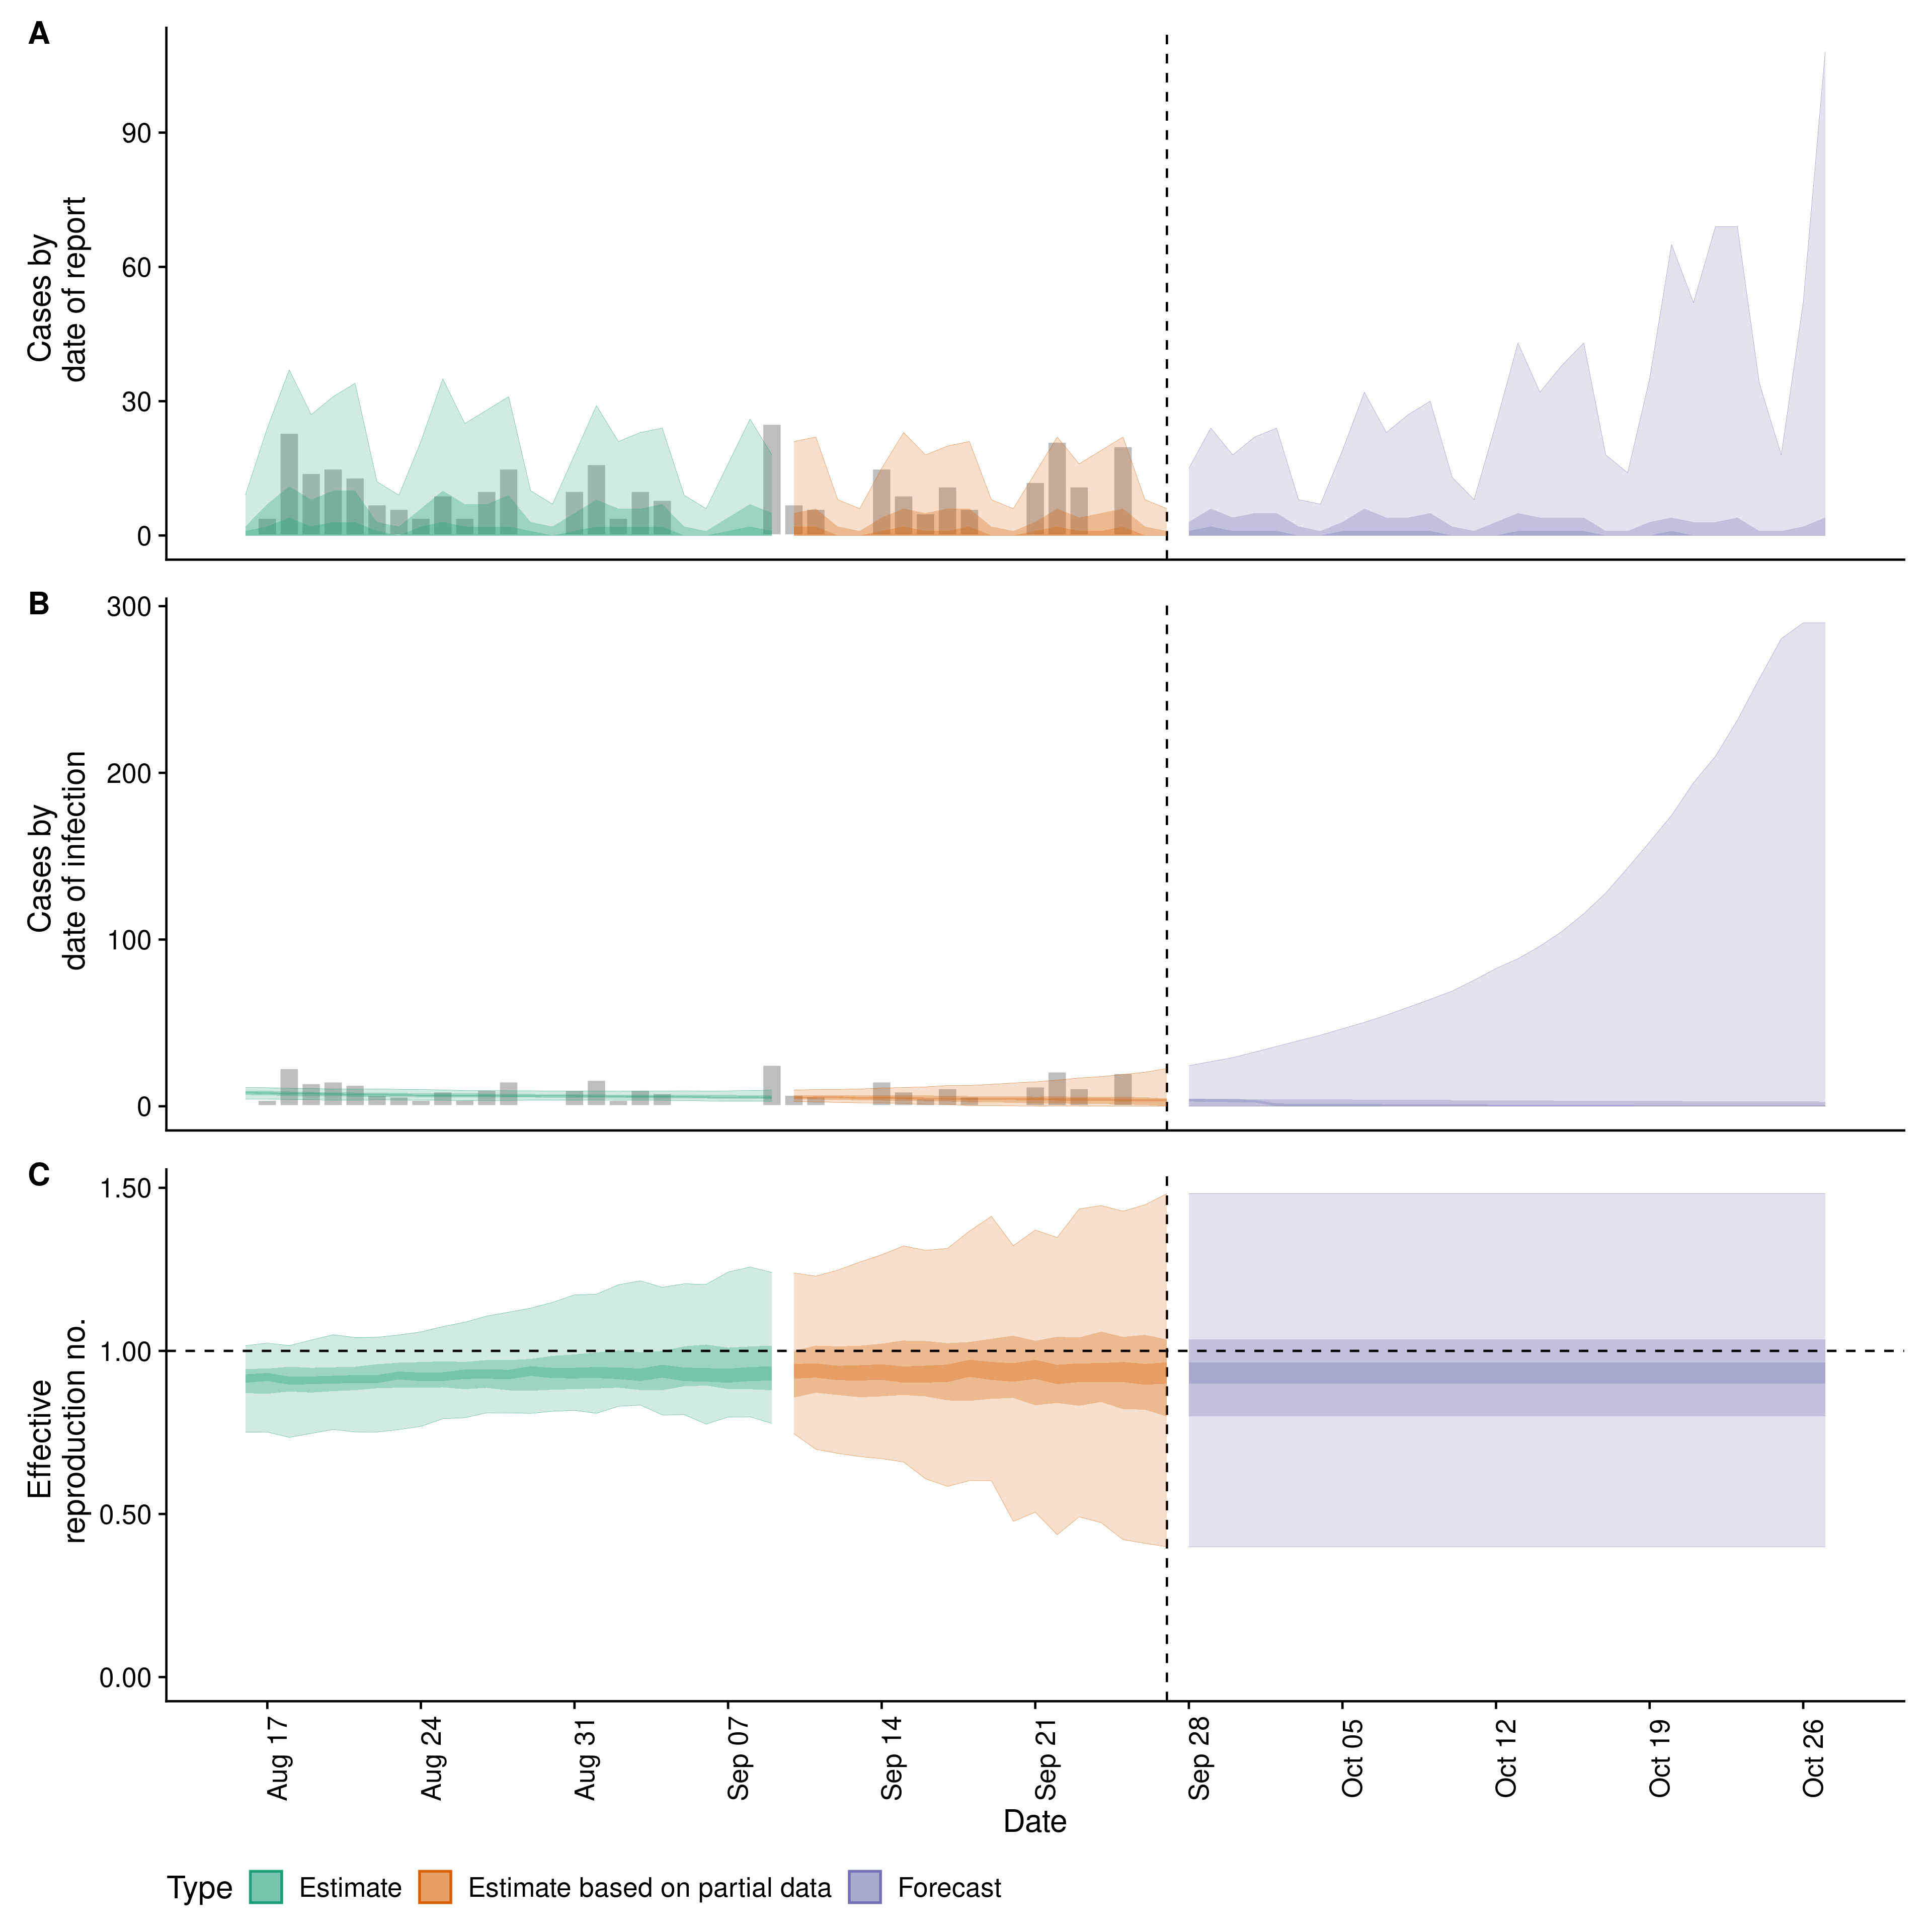 A
Cases by
date of report
90
60
30
0
B
Cases by
date of infection
300
200
100
0
C
Effective
reproduction no.
1.50
1.00
0.50
0.00
Aug 17
Aug 24
Aug 31
Sep 07
Sep 14
Sep 21
Sep 28
Oct 05
Oct 12
Oct 19
Oct 26
Date
Type Estimate Estimate based on partial data Forecast